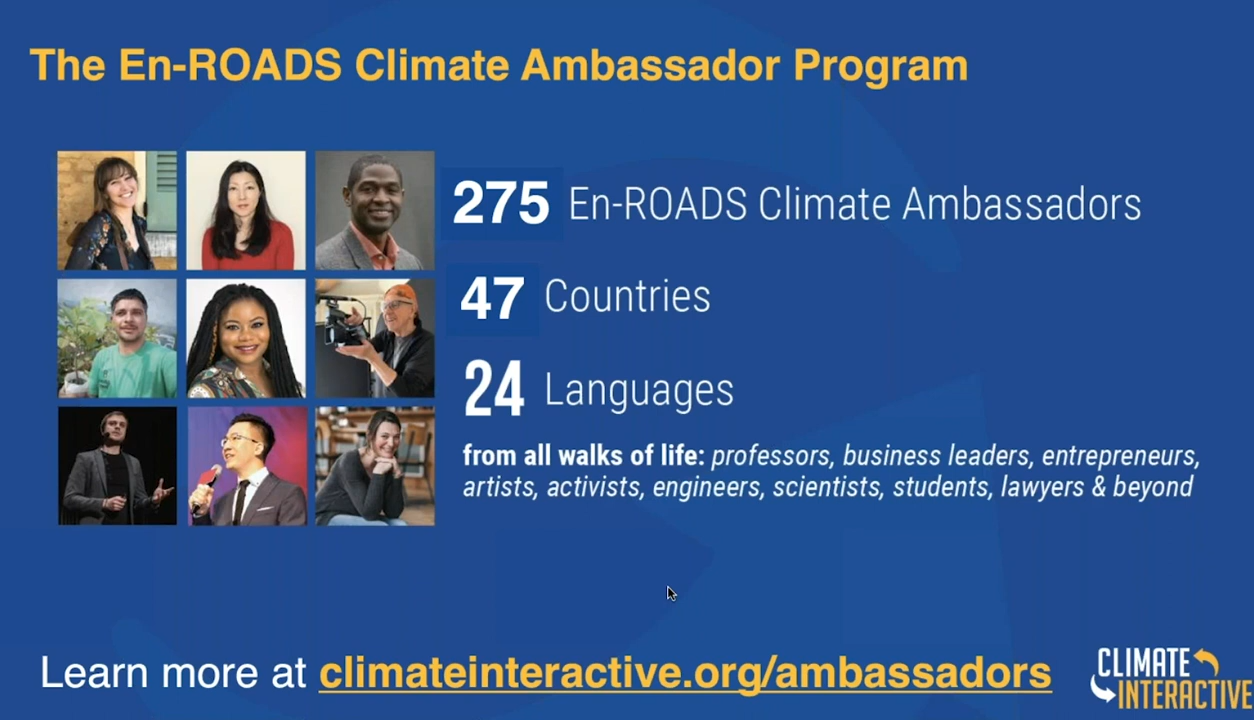 The En-ROADS Climate Ambassador Program
275 En-ROADS Climate Ambassadors
47 Countries
24 Languages
from all walks of life: professors, business leaders, entrepreneurs,
artists, activists, engineers, scientists, students, lawyers & beyond
Learn more at climateinteractive.org/ambassadors
CLIMATE
INTERACTIVE